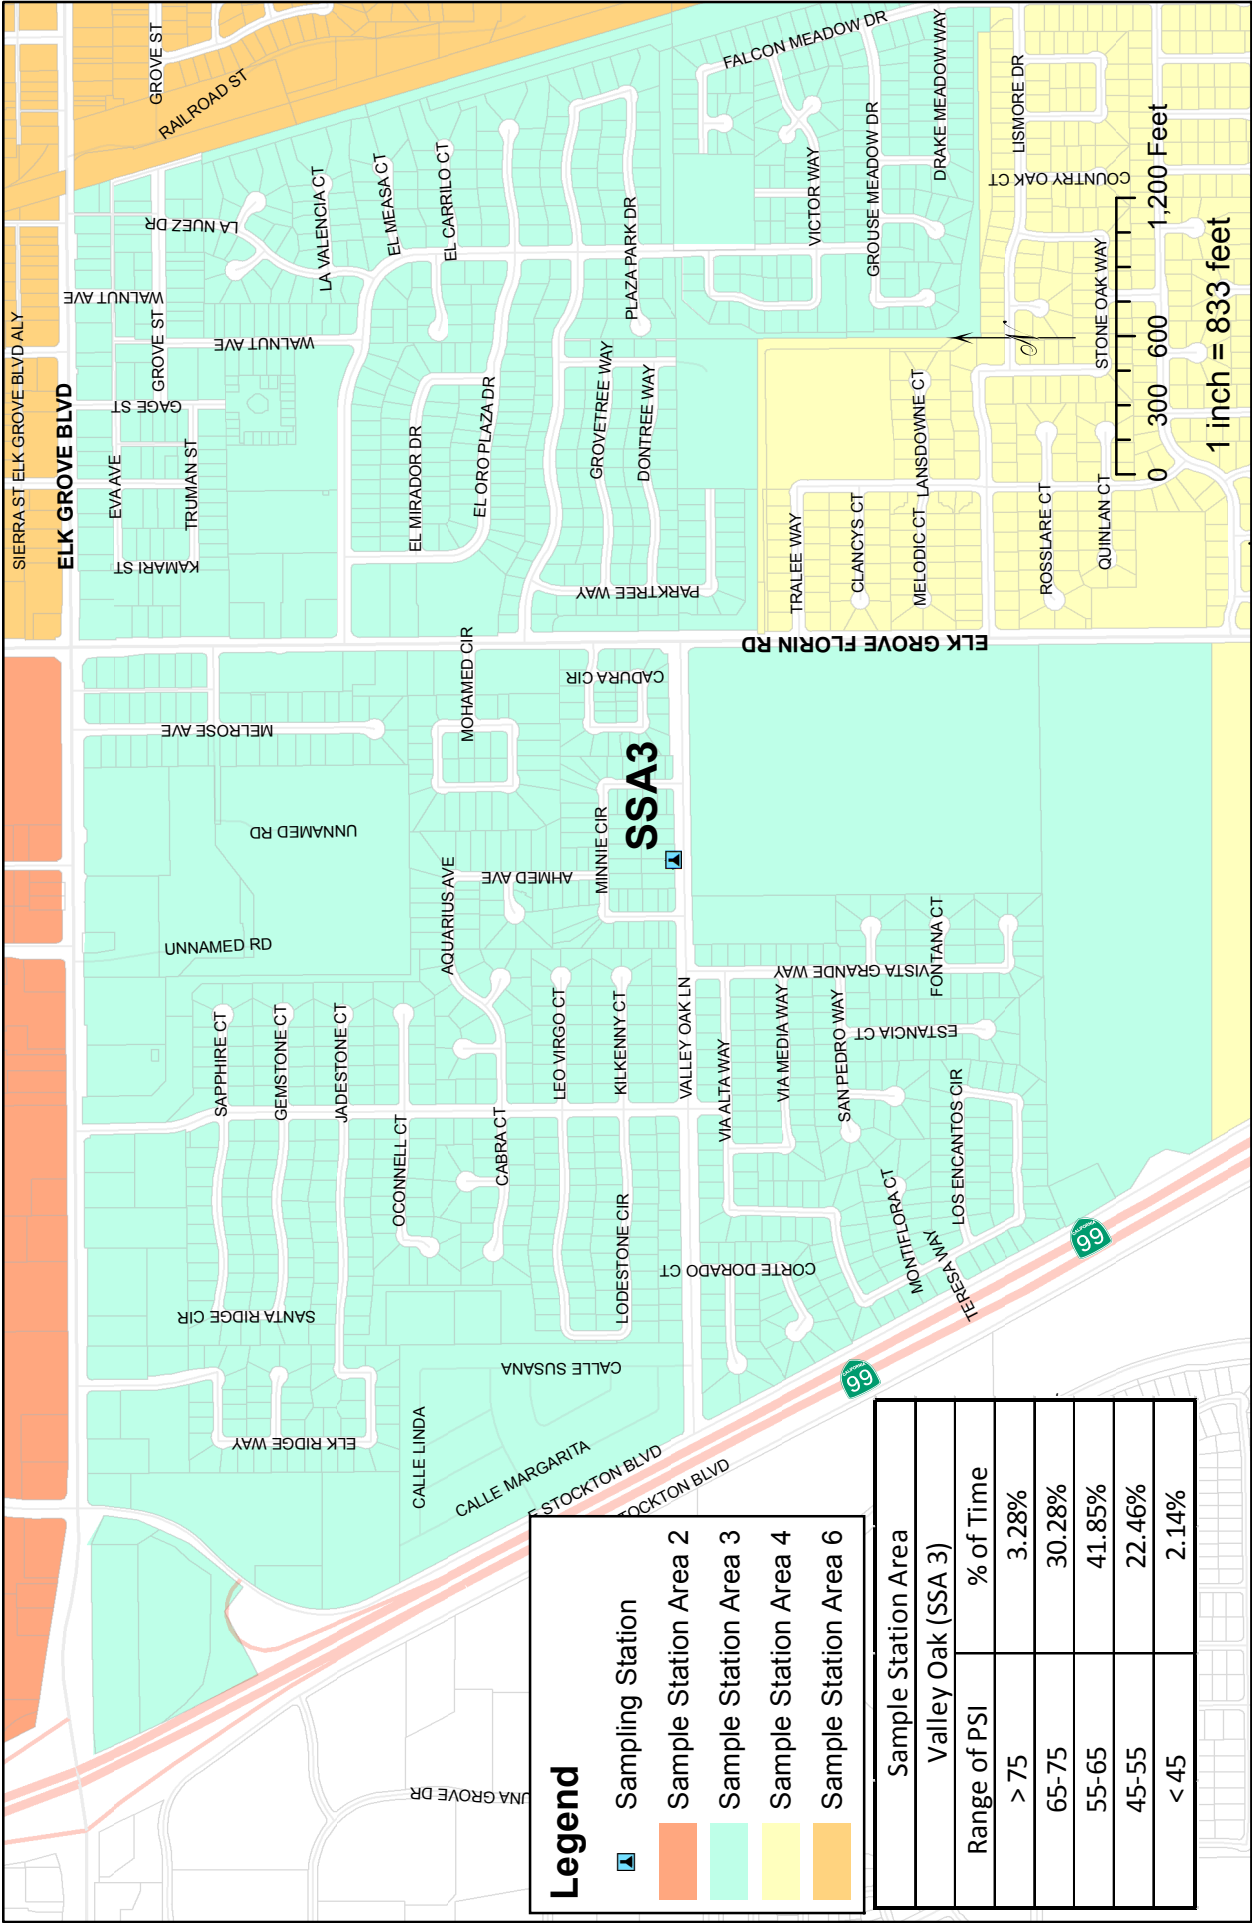 SIERRA ST ELK GROVE BLVD ALY
ELK GROVE BLVD
GROVE ST
RAILROAD ST
LA NUEZ DR
WALNUT AVE
GROVE ST
WALNUT AVE
GAGE ST
EVA AVE
TRUMAN ST
KAMARI ST
LA VALENCIA CT
EL MEASA CT
EL CARRILO CT
EL MIRADOR DR
EL ORO PLAZA DR
PLAZA PARK DR
GROVETREE WAY
DONTREE WAY
PARKTREE WAY
FALCON MEADOW DR
VICTOR WAY
GROUSE MEADOW DR
DRAKE MEADOW WAY
LISMORE DR
COUNTRY OAK CT
STONE OAK WAY
LANSDOWNE CT
MELODIC CT
CLANCYS CT
TRALEE WAY
ROSSLARE CT
QUINLAN CT
ELK GROVE FLORIN RD
MELROSE AVE
MOHAMED CIR
CADURA CIR
UNNAMED RD
UNNAMED RD
SSA3
MINNIE CIR
AHMED AVE
AQUARIUS AVE
SAPPHIRE CT
GEMSTONE CT
JADESTONE CT
OCONNELL CT
CABRA CT
LEO VIRGO CT
KILKENNY CT
VALLEY OAK LN
LODESTONE CIR
SANTA RIDGE CIR
ELK RIDGE WAY
CALLE SUSANA
CALLE LINDA
CALLE MARGARITA
E STOCKTON BLVD
STOCKTON BLVD
VIA ALTA WAY
VIA MEDIA WAY
SAN PEDRO WAY
VISTA GRANDE WAY
FONTANA CT
ESTANCIA CT
LOS ENCANTOS CIR
MONTIFLORA CT
TERESA WAY
CORTE DORADO CT
CALIFORNIA
99
CALIFORNIA
99
UNA GROVE DR
N
0 300 600 1,200 Feet
1 inch = 833 feet
Legend
Sampling Station
Sample Station Area 2
Sample Station Area 3
Sample Station Area 4
Sample Station Area 6
Sample Station Area
Valley Oak (SSA 3)
Range of PSI % of Time
> 75 3.28%
65-75 30.28%
55-65 41.85%
45-55 22.46%
< 45 2.14%